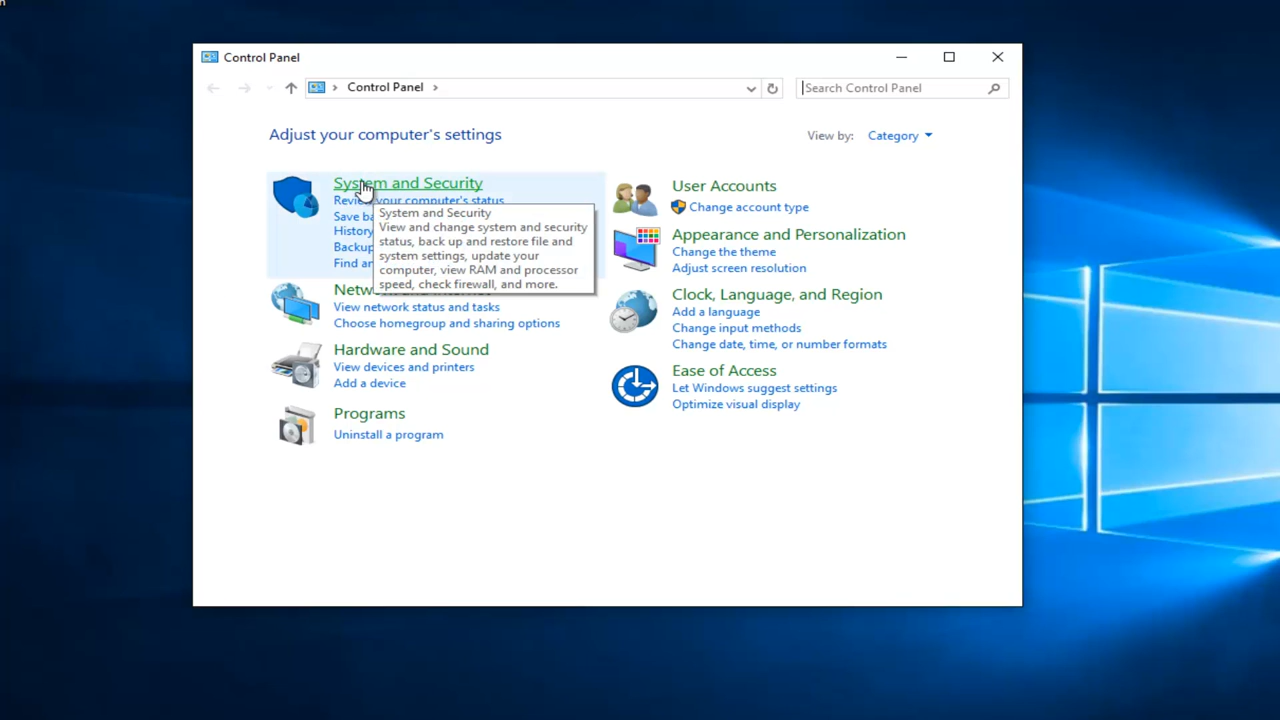 n
Control Panel
Control Panel
Search Control Panel
Adjust your computer's settings
View by: Category
System and Security
Review your computer's status
Save ba
History
Backup
Find an
System and Security
View and change system and security
status, back up and restore file and
system settings, update your
computer, view RAM and processor
speed, check firewall, and more.
Network and Internet
View network status and tasks
Choose homegroup and sharing options
Hardware and Sound
View devices and printers
Add a device
Programs
Uninstall a program
User Accounts
Change account type
Appearance and Personalization
Change the theme
Adjust screen resolution
Clock, Language, and Region
Add a language
Change input methods
Change date, time, or number formats
Ease of Access
Let Windows suggest settings
Optimize visual display